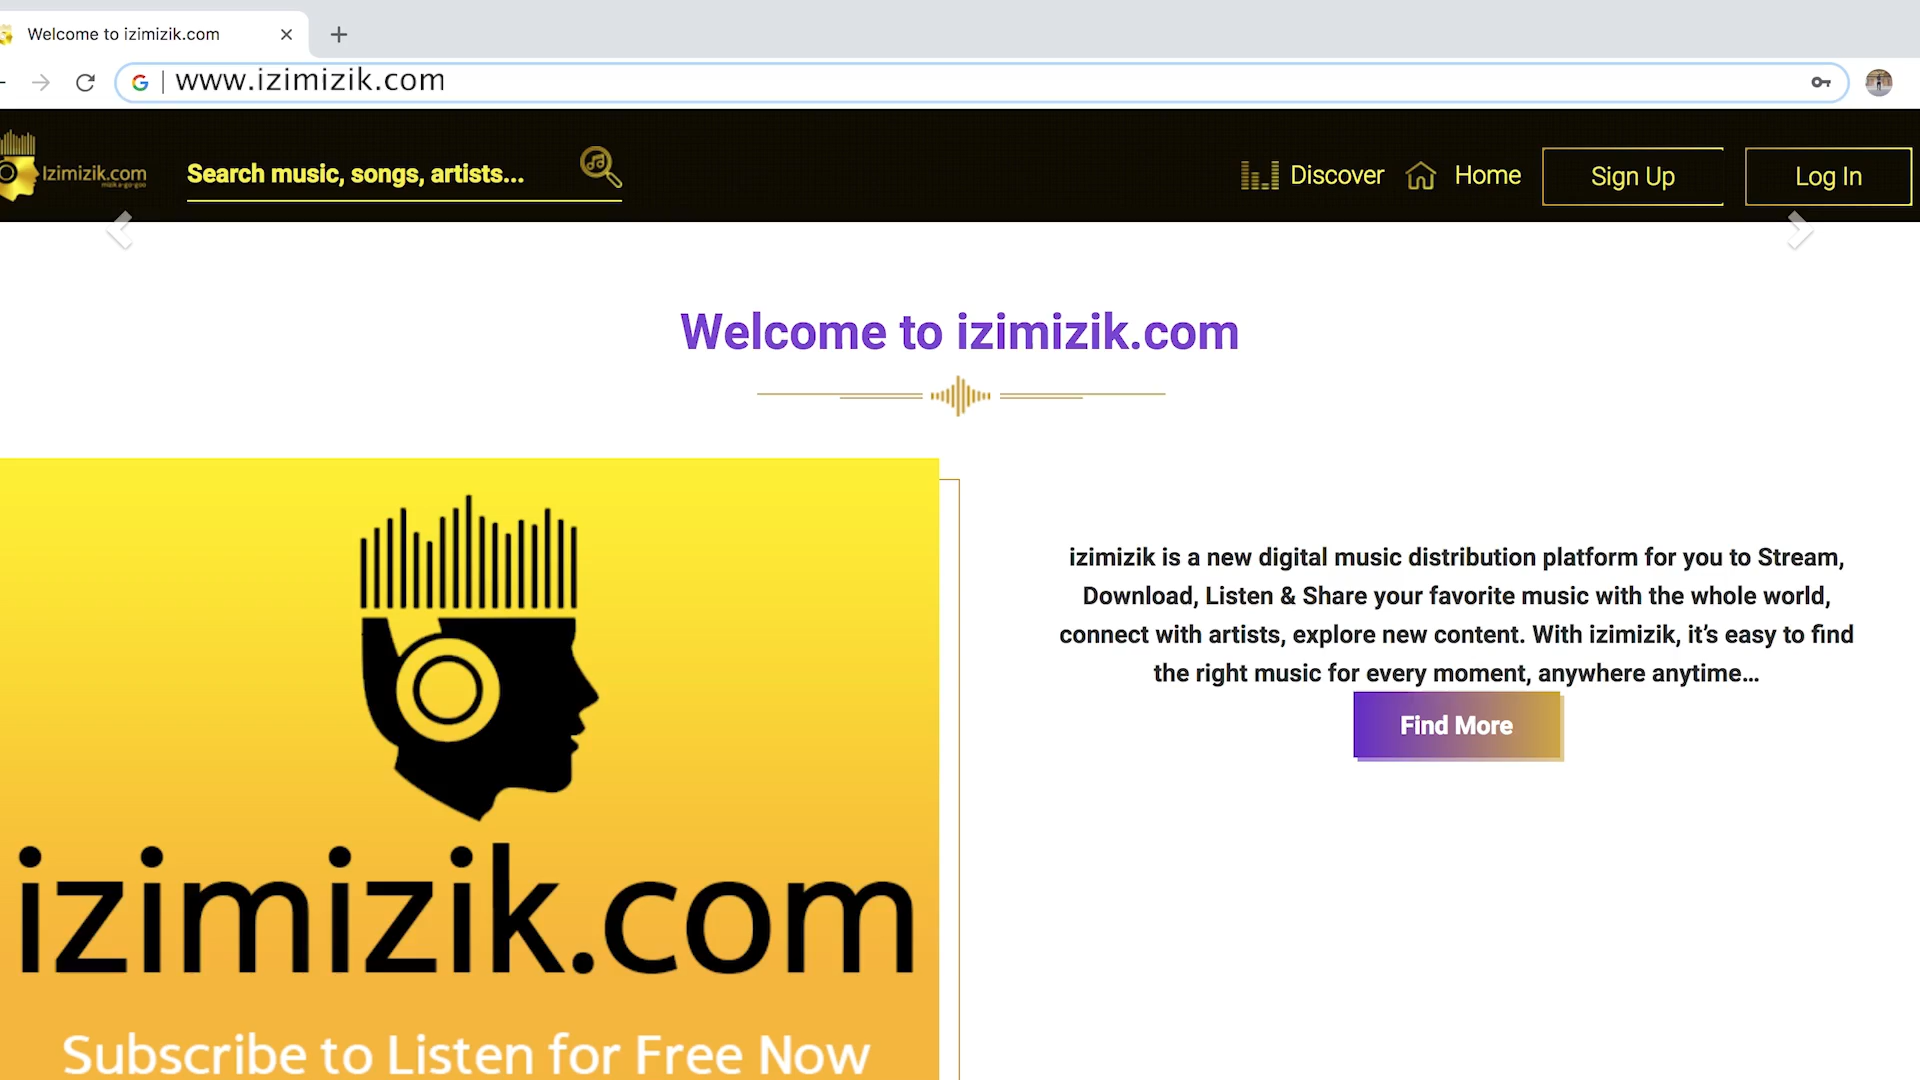 Welcome to izimizik.com
www.izimizik.com
Izimizik.com
mizik.a-go-goo
Search music, songs, artists...
Discover
Home
Sign Up
Log In
Welcome to izimizik.com
izimizik is a new digital music distribution platform for you to Stream,
Download, Listen & Share your favorite music with the whole world,
connect with artists, explore new content. With izimizik, it’s easy to find
the right music for every moment, anywhere anytime...
Find More
izimizik.com
Subscribe to Listen for Free Now